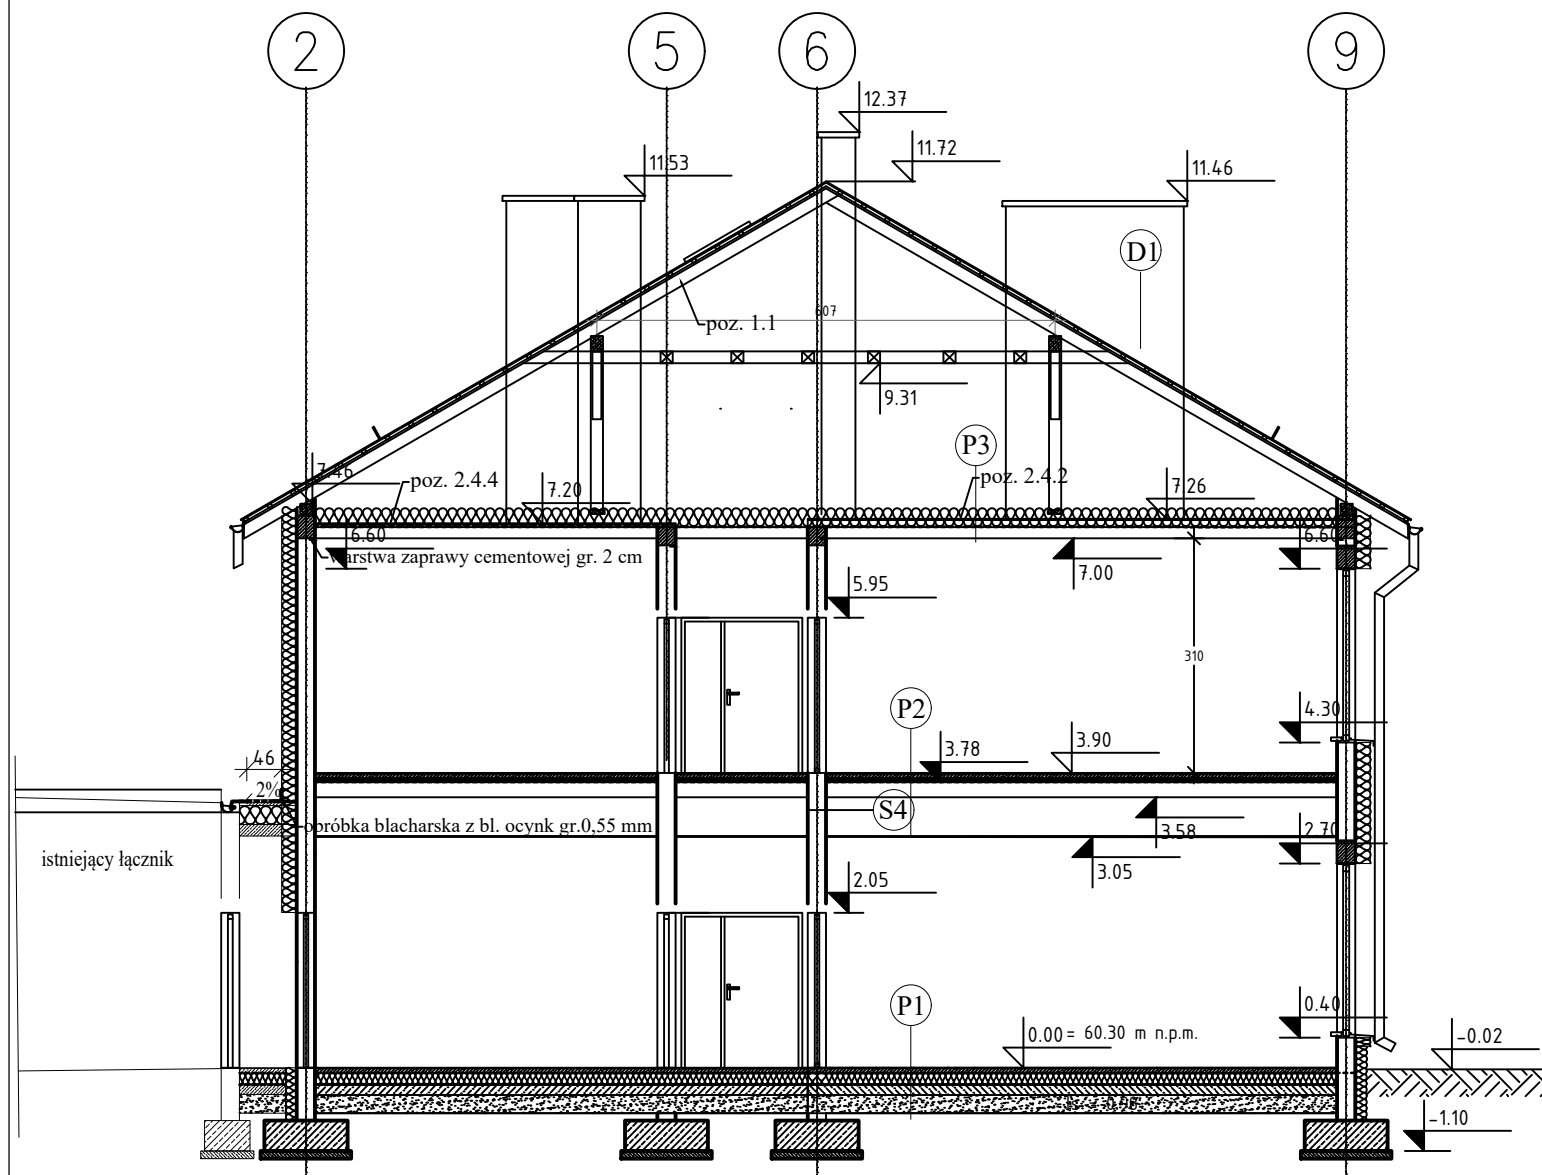 2 5 6 9
12.37
11.72
11.53
11.46
D1
607
poz. 1.1
9.31
P3
7.46
poz. 2.4.4
7.20
poz. 2.4.2
7.26
6.60
warstwa zaprawy cementowej gr. 2 cm
7.00
6.60
5.95
310
P2
4.30
3.78
3.90
46
2%
S4
obróbka blacharska z bl. ocynk gr.0,55 mm
3.58
2.70
istniejący łącznik
3.05
2.05
P1
0.40
0.00 = 60.30 m n.p.m.
-0.02
-1.10